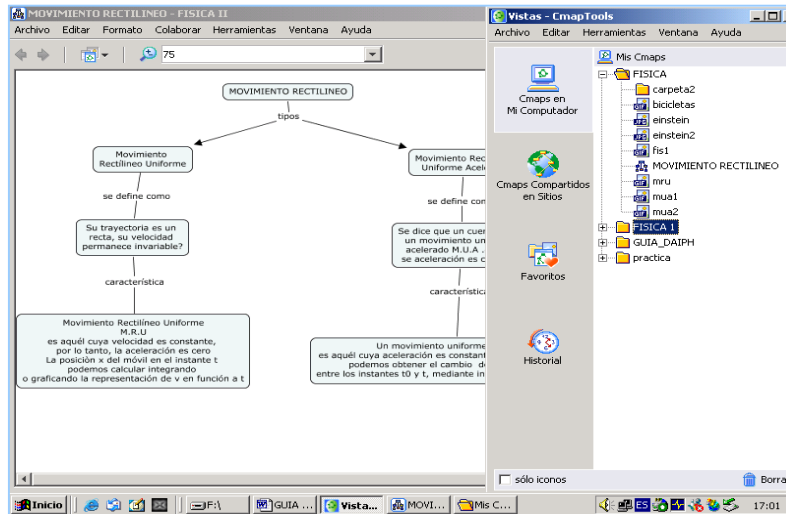 MOVIMIENTO RECTILINEO - FISICA II
Archivo Editar Formato Colaborar Herramientas Ventana Ayuda
75
MOVIMIENTO RECTILINEO
tipos
Movimiento
Rectílineo Uniforme
se define como
Su trayectoria es un
recta, su velocidad
permanece invariable?
característica
Movimiento Rectilíneo Uniforme
M.R.U
es aquél cuya velocidad es constante,
por lo tanto, la aceleración es cero
La posición x del móvil en el instante t
podemos calcular integrando
o graficando la representación de v en función a t
Movimiento Rec
Uniforme Acel
se define com
Se dice que un cuer
un movimiento un
acelerado M.U.A .
se aceleración es c
característica
Un movimiento uniforme
es aquél cuya aceleración es constant
podemos obtener el cambio de
entre los instantes t0 y t, mediante in
Vistas - CmapTools
Archivo Editar Herramientas Ventana Ayuda
Cmaps en
Mi Computador
Cmaps Compartidos
en Sitios
Favoritos
Historial
Mis Cmaps
FISICA
carpeta2
bicicletas
einstein
einstein2
fis1
MOVIMIENTO RECTILINEO
mru
mua1
mua2
FISICA 1
GUIA_DAIPH
practica
sólo iconos
Borra
Inicio
F:\
GUIA ...
Vista...
MOVI...
Mis C...
ES
17:01